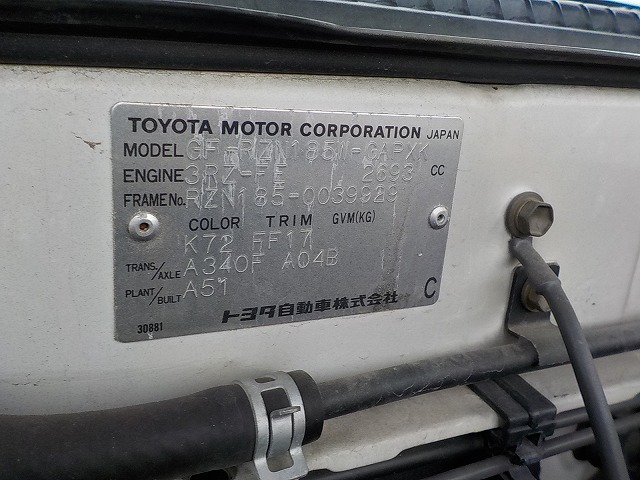 TOYOTA MOTOR CORPORATION JAPAN
MODEL GF-RZN185W-GAPXK
ENGINE 3RZ-FE 2693 CC
FRAME No. RZN185-0039829
COLOR TRIM GVM(KG)
K72 FF17
TRANS./AXLE A340F A04B
PLANT/BUILT A51 C
トヨタ自動車株式会社
30881